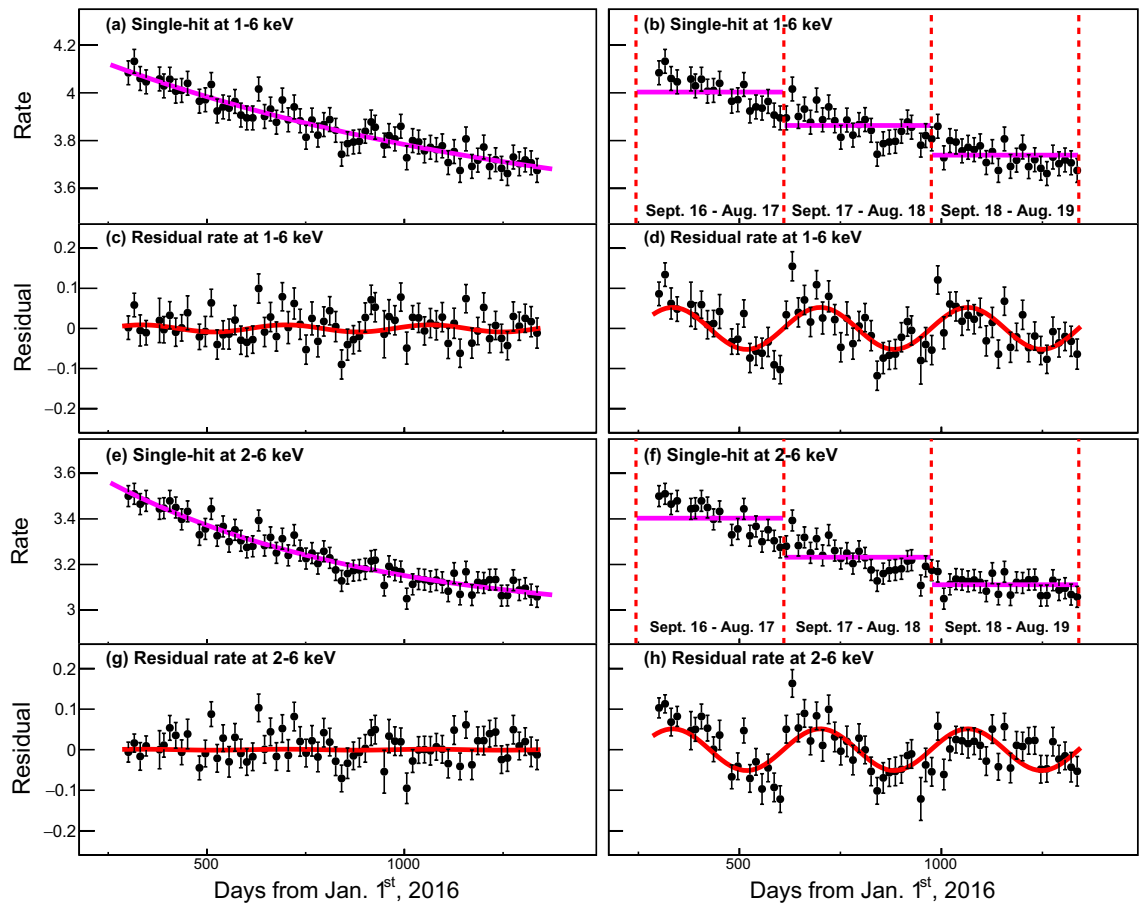 (a) Single-hit at 1-6 keV
4.2
4
3.8
3.6
Rate
(b) Single-hit at 1-6 keV
Sept. 16 - Aug. 17
Sept. 17 - Aug. 18
Sept. 18 - Aug. 19
(c) Residual rate at 1-6 keV
0.2
0.1
0
−0.1
−0.2
Residual
(d) Residual rate at 1-6 keV
(e) Single-hit at 2-6 keV
3.6
3.4
3.2
3
Rate
(f) Single-hit at 2-6 keV
Sept. 16 - Aug. 17
Sept. 17 - Aug. 18
Sept. 18 - Aug. 19
(g) Residual rate at 2-6 keV
0.2
0.1
0
−0.1
−0.2
Residual
500
1000
Days from Jan. 1st, 2016
(h) Residual rate at 2-6 keV
500
1000
Days from Jan. 1st, 2016